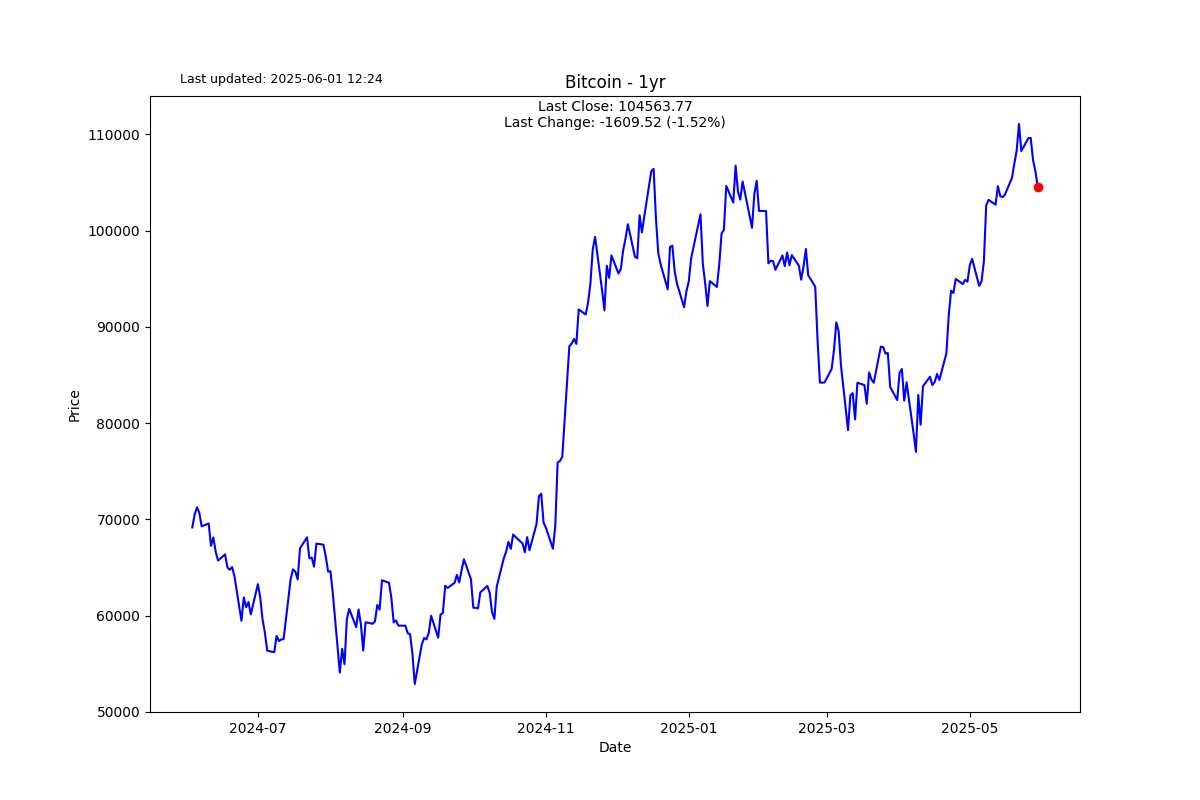 Last updated: 2025-06-01 12:24
Bitcoin - 1yr
Last Close: 104563.77
Last Change: -1609.52 (-1.52%)
110000
100000
90000
80000
70000
60000
50000
Price
2024-07
2024-09
2024-11
2025-01
2025-03
2025-05
Date